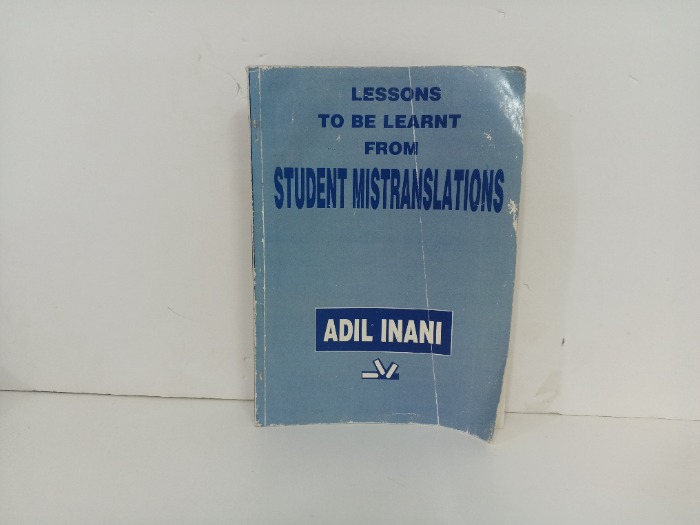 LESSONS
TO BE LEARNT
FROM
STUDENT MISTRANSLATIONS
ADIL INANI